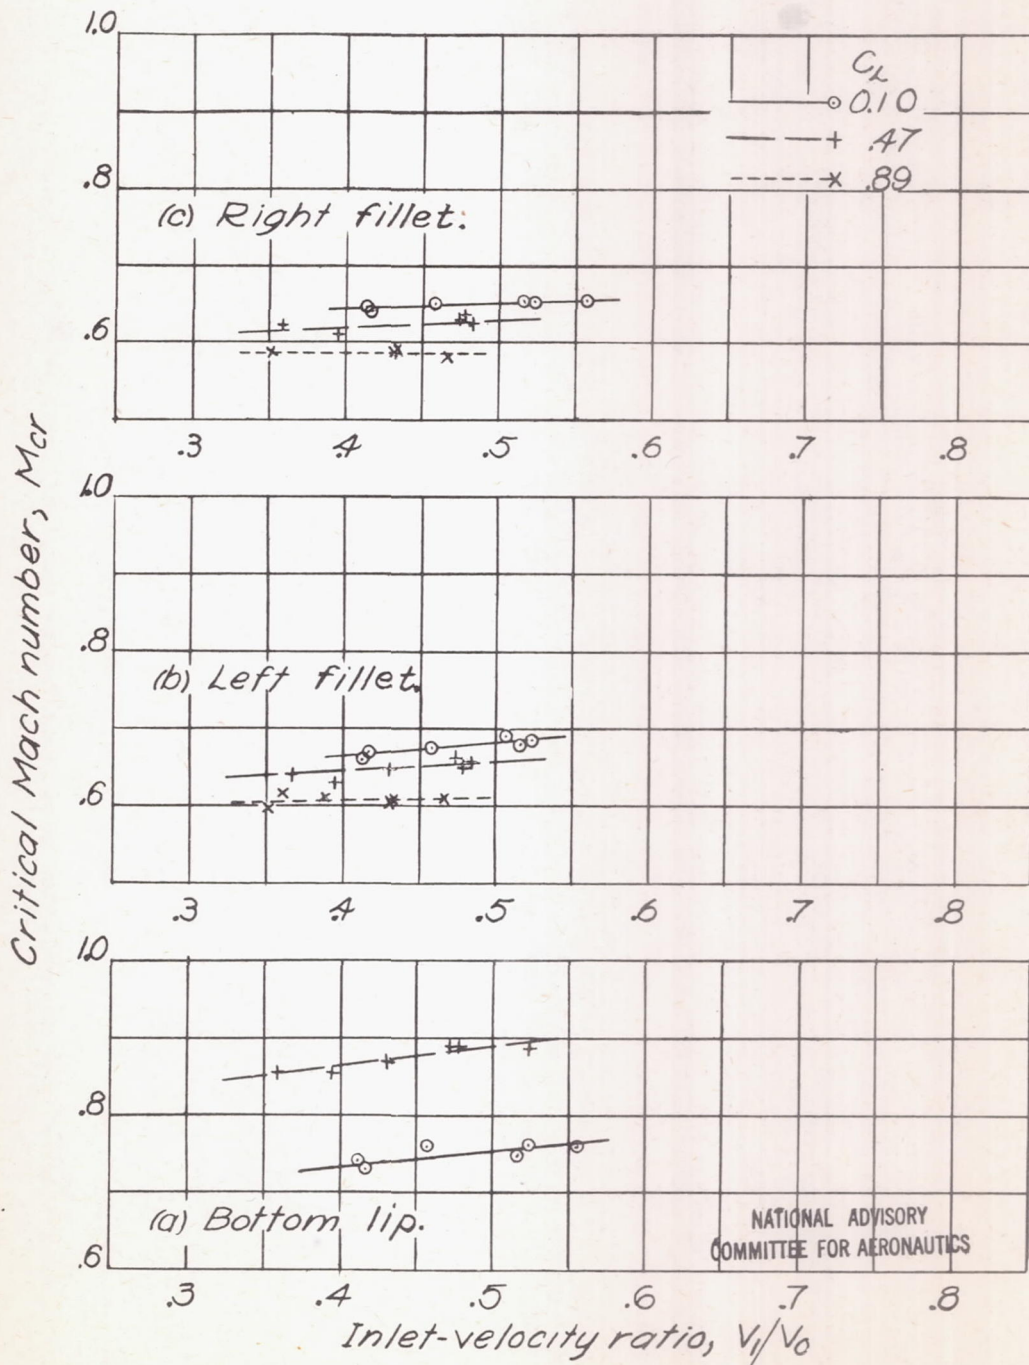 1.0
C_L
0.10
.47
.89
.8
(c) Right fillet.
.6
.3 .4 .5 .6 .7 .8
1.0
.8
(b) Left fillet.
.6
.3 .4 .5 .6 .7 .8
1.0
.8
(a) Bottom lip.
NATIONAL ADVISORY
COMMITTEE FOR AERONAUTICS
.6
.3 .4 .5 .6 .7 .8
Inlet-velocity ratio, V₁/V₀
Critical Mach number, M_cr